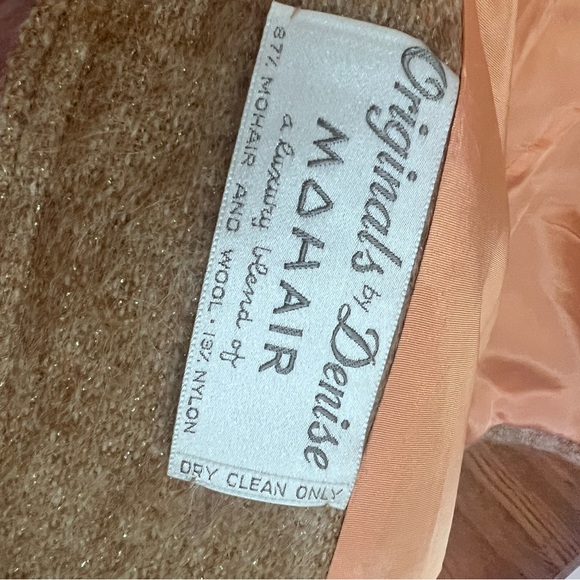 Originals by Denise
MOHAIR
a luxury blend of
87% MOHAIR AND WOOL · 13% NYLON
DRY CLEAN ONLY